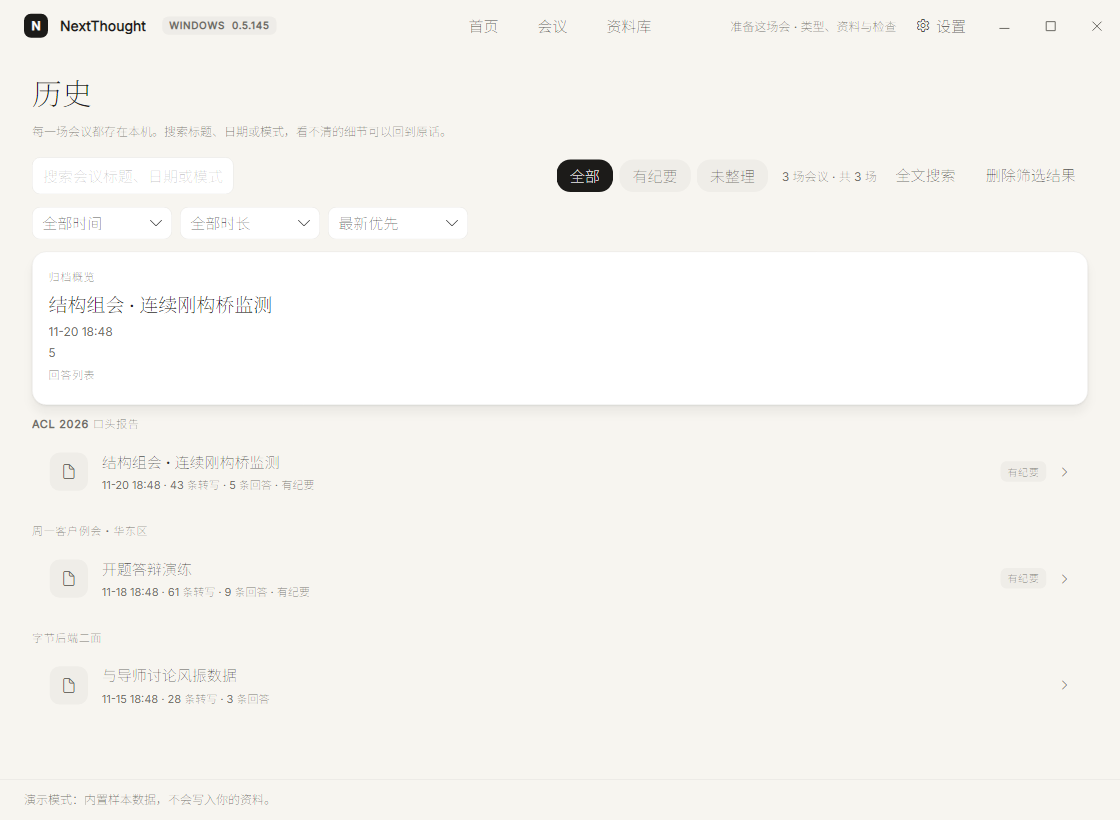 N NextThought WINDOWS 0.5.145 首页 会议 资料库 准备这场会 · 类型、资料与检查 设置
历史
每一场会议都存在本机。搜索标题、日期或模式，看不清的细节可以回到原话。
搜索会议标题、日期或模式 全部 有纪要 未整理 3 场会议 · 共 3 场 全文搜索 删除筛选结果
全部时间 全部时长 最新优先
归档概览
结构组会 · 连续刚构桥监测
11-20 18:48
5
回答列表
ACL 2026 口头报告
结构组会 · 连续刚构桥监测 有纪要
11-20 18:48 · 43 条转写 · 5 条回答 · 有纪要
周一客户例会 · 华东区
开题答辩演练 有纪要
11-18 18:48 · 61 条转写 · 9 条回答 · 有纪要
字节后端二面
与导师讨论风振数据
11-15 18:48 · 28 条转写 · 3 条回答
演示模式：内置样本数据，不会写入你的资料。